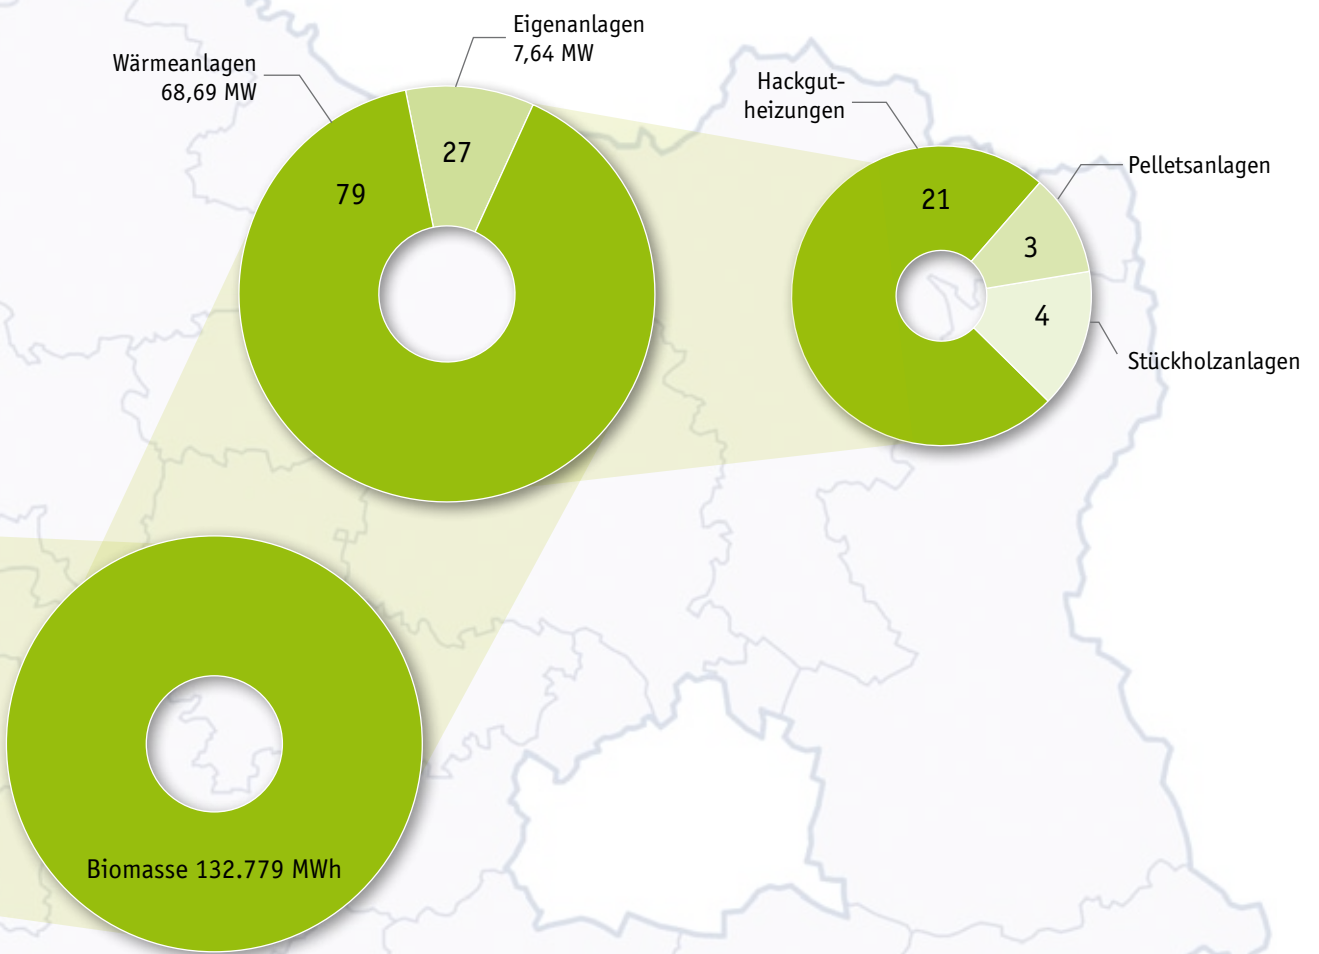 Eigenanlagen
7,64 MW
Wärmeanlagen
68,69 MW
27
79
Hackgut-
heizungen
Pelletsanlagen
21
3
4
Stückholzanlagen
Biomasse 132.779 MWh